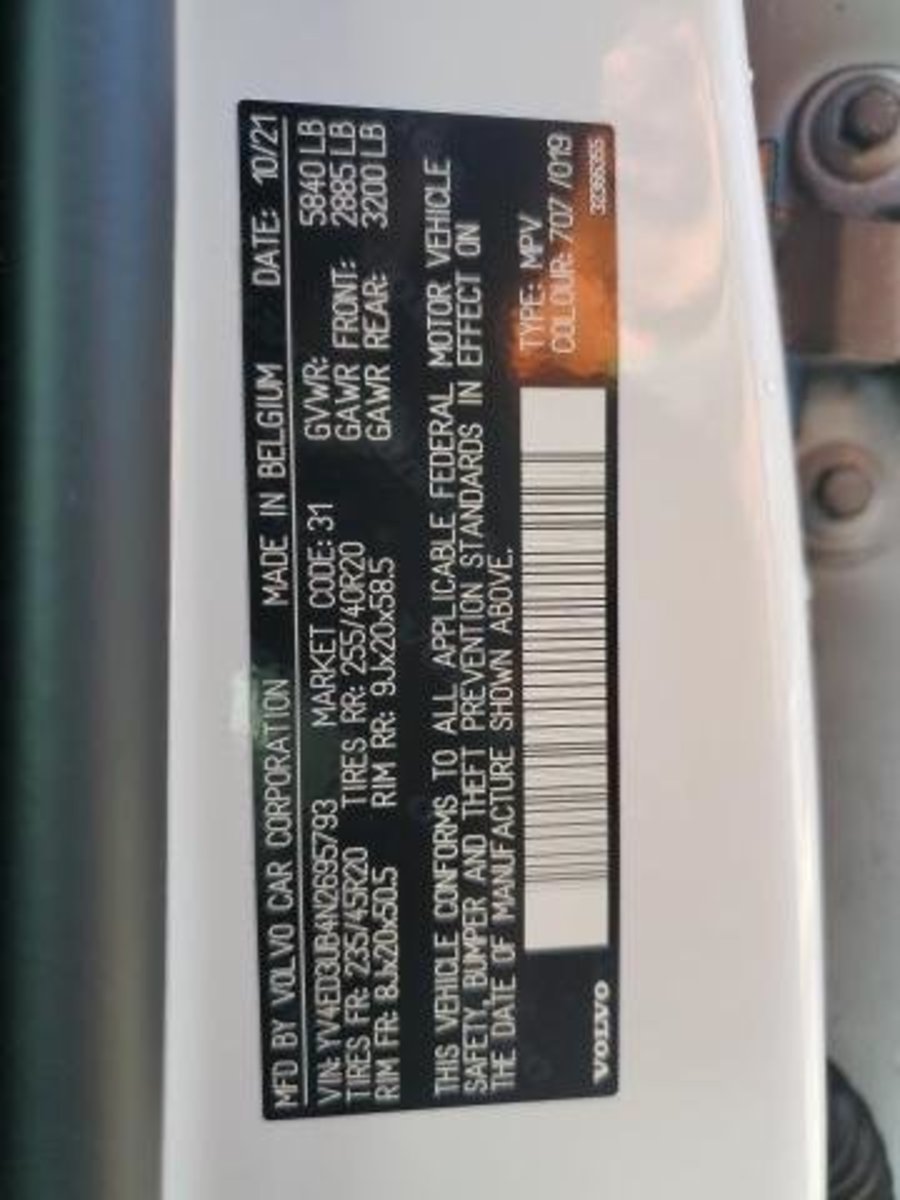 MFD BY VOLVO CAR CORPORATION MADE IN BELGIUM DATE: 10/21
VIN: YV4ED3UB4N2695793 MARKET CODE: 31 GVWR: 5840 LB
TIRES FR: 235/45R20 TIRES RR: 255/40R20 GAWR FRONT: 2885 LB
RIM FR: 8Jx20x50.5 RIM RR: 9Jx20x58.5 GAWR REAR: 3200 LB
THIS VEHICLE CONFORMS TO ALL APPLICABLE FEDERAL MOTOR VEHICLE
SAFETY, BUMPER AND THEFT PREVENTION STANDARDS IN EFFECT ON
THE DATE OF MANUFACTURE SHOWN ABOVE.
TYPE: MPV
COLOUR: 707 /019
VOLVO 32366355